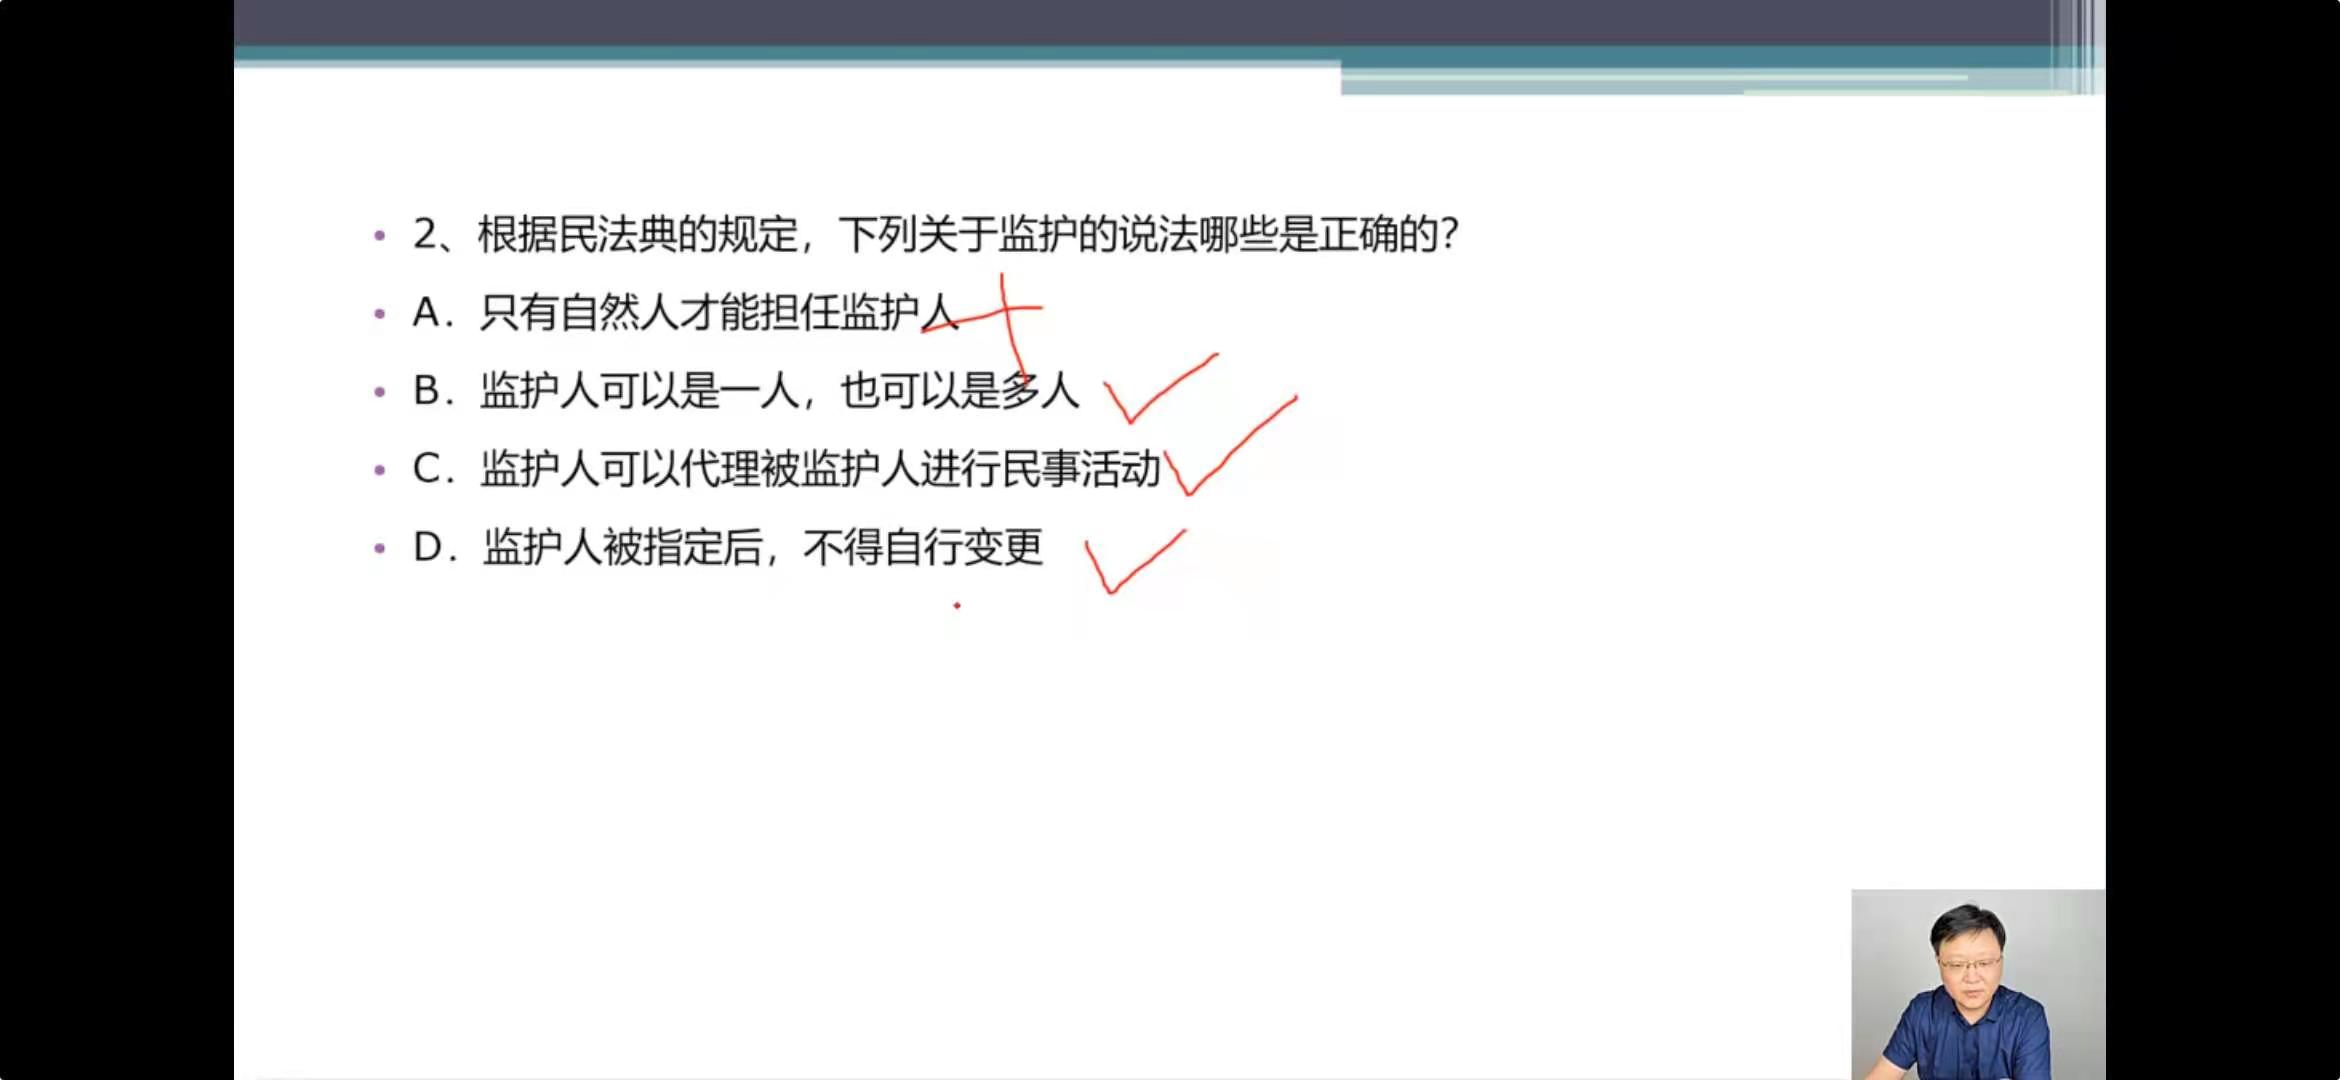 2、根据民法典的规定，下列关于监护的说法哪些是正确的？
A．只有自然人才能担任监护人
B．监护人可以是一人，也可以是多人
C．监护人可以代理被监护人进行民事活动
D．监护人被指定后，不得自行变更